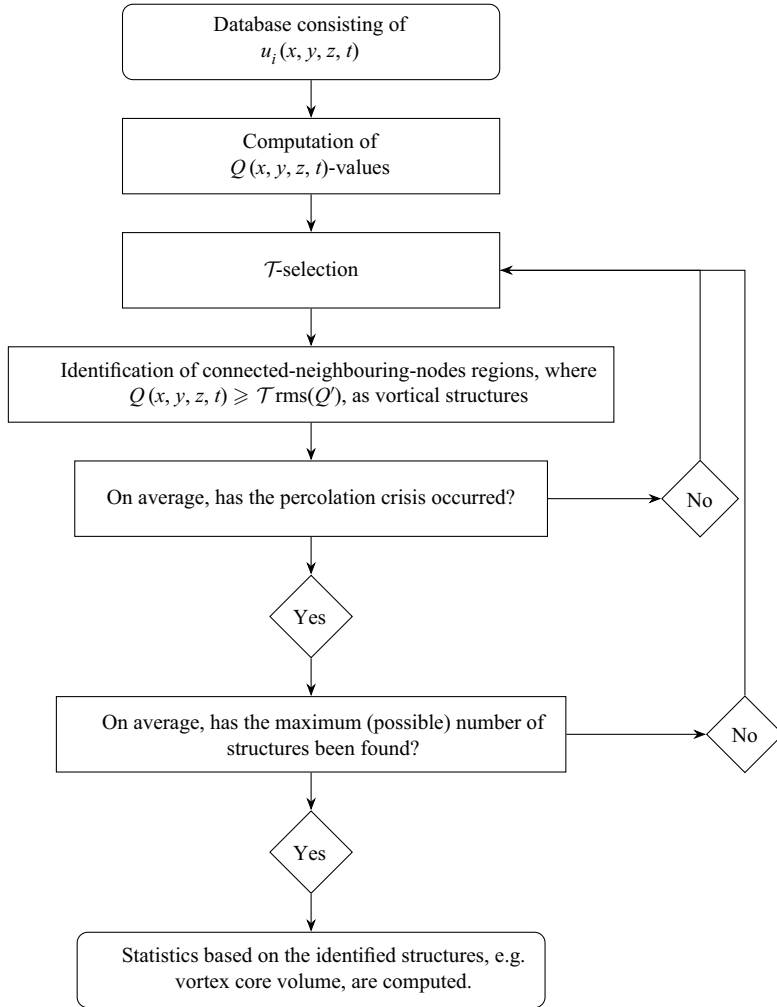 Database consisting of
u_i(x, y, z, t)
Computation of
Q(x, y, z, t)-values
𝒯-selection
Identification of connected-neighbouring-nodes regions, where
Q(x, y, z, t) ⩾ 𝒯 rms(Q′), as vortical structures
On average, has the percolation crisis occurred?
No
Yes
On average, has the maximum (possible) number of
structures been found?
No
Yes
Statistics based on the identified structures, e.g.
vortex core volume, are computed.